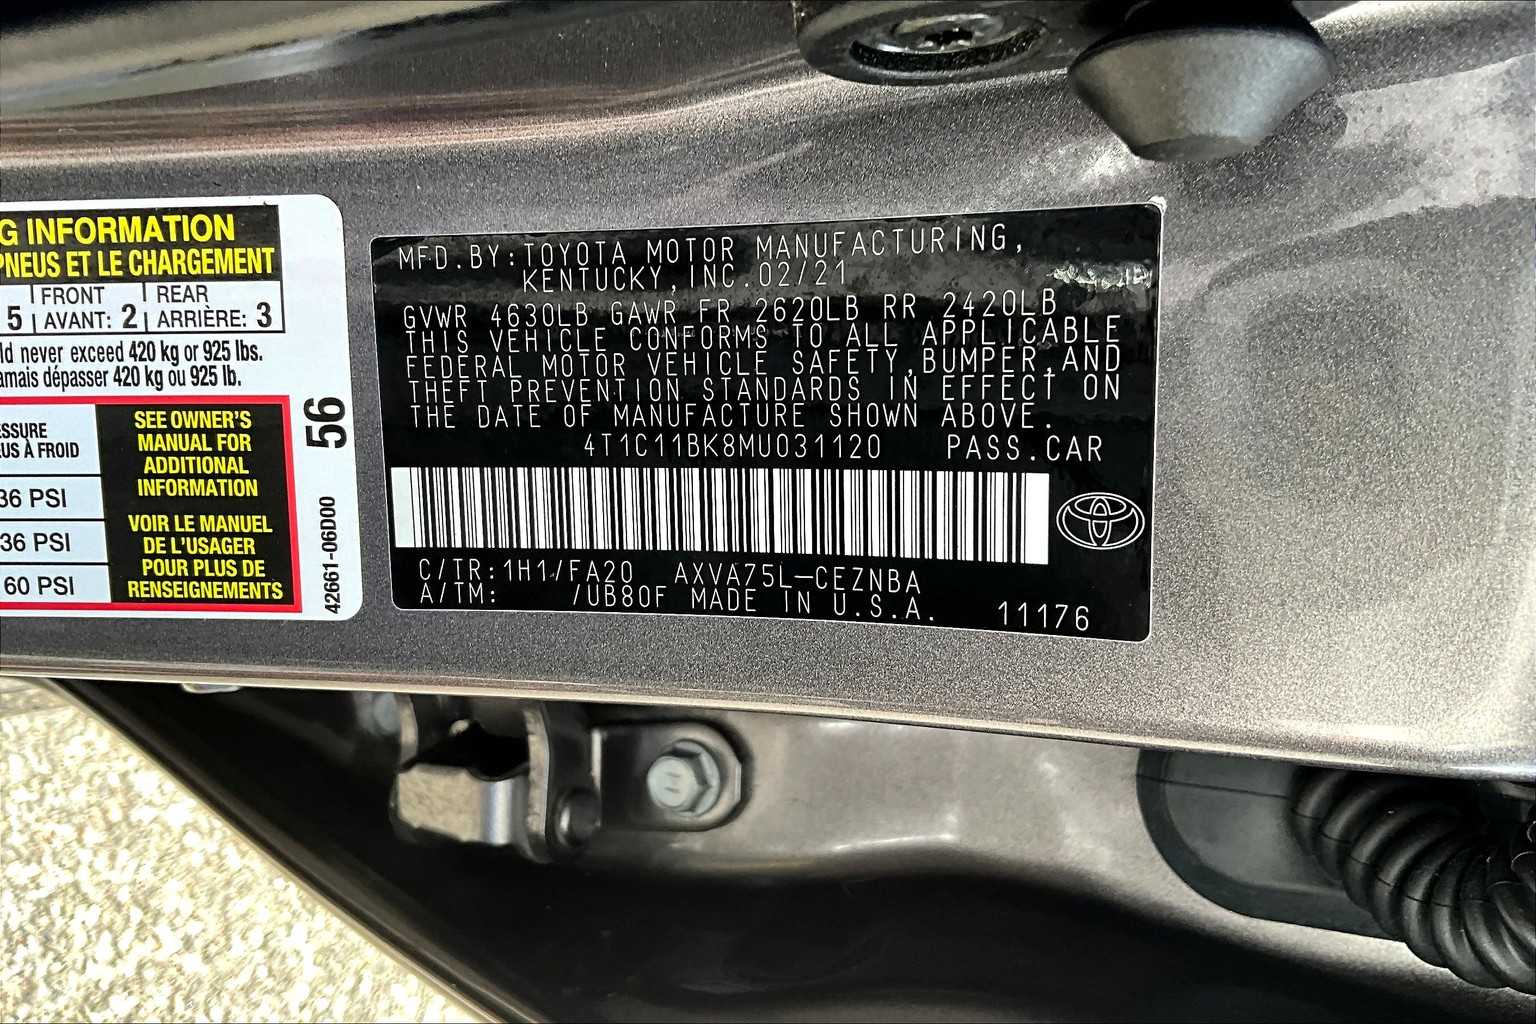 G INFORMATION
PNEUS ET LE CHARGEMENT
5 FRONT AVANT: 2 REAR ARRIÈRE: 3
never exceed 420 kg or 925 lbs.
dépasser 420 kg ou 925 lb.
À FROID
36 PSI
36 PSI
60 PSI
SEE OWNER'S
MANUAL FOR
ADDITIONAL
INFORMATION
VOIR LE MANUEL
DE L'USAGER
POUR PLUS DE
RENSEIGNEMENTS
56
42661-06D00
MFD.BY:TOYOTA MOTOR MANUFACTURING,
KENTUCKY,INC.02/21
GVWR 4630LB GAWR FR 2620LB RR 2420LB
THIS VEHICLE CONFORMS TO ALL APPLICABLE
FEDERAL MOTOR VEHICLE SAFETY,BUMPER,AND
THEFT PREVENTION STANDARDS IN EFFECT ON
THE DATE OF MANUFACTURE SHOWN ABOVE.
4T1C11BK8MU031120 PASS.CAR
C/TR:1H1/FA20 AXVA75L-CEZNBA
A/TM: /UB80F MADE IN U.S.A. 11176